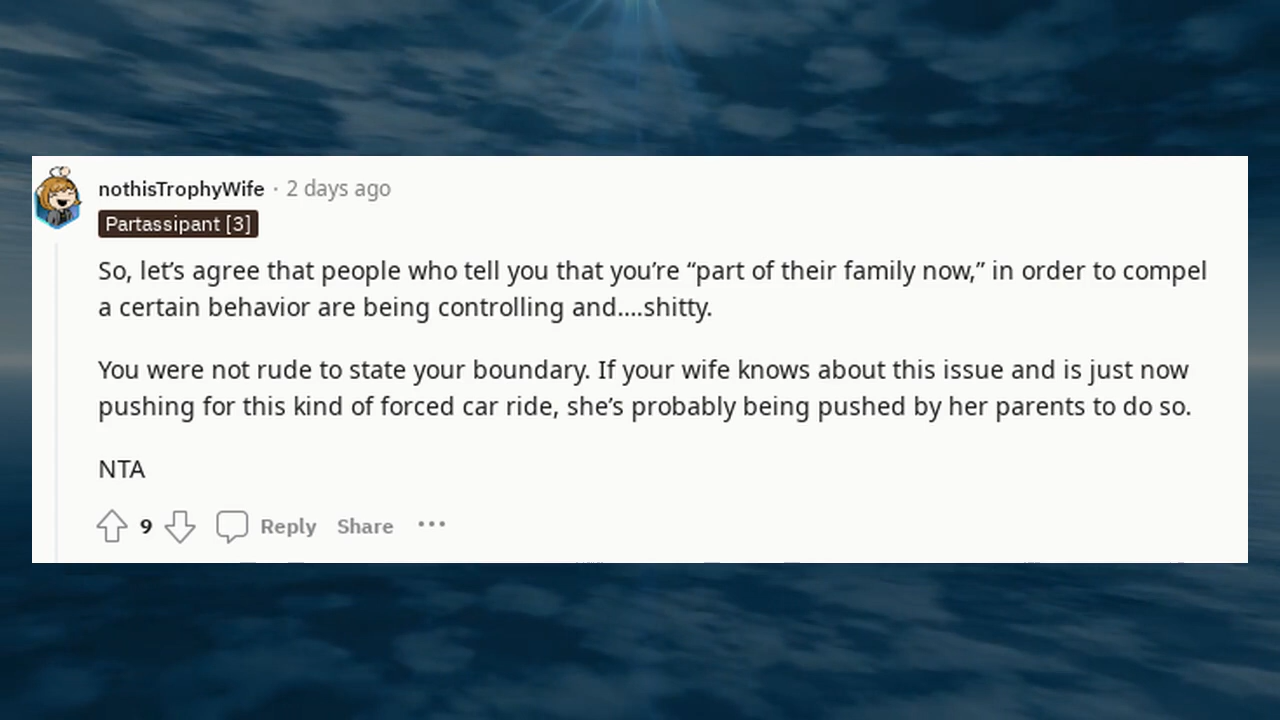 nothisTrophyWife · 2 days ago
Partassipant [3]
So, let’s agree that people who tell you that you’re “part of their family now,” in order to compel
a certain behavior are being controlling and....shitty.
You were not rude to state your boundary. If your wife knows about this issue and is just now
pushing for this kind of forced car ride, she’s probably being pushed by her parents to do so.
NTA
9 Reply Share ···